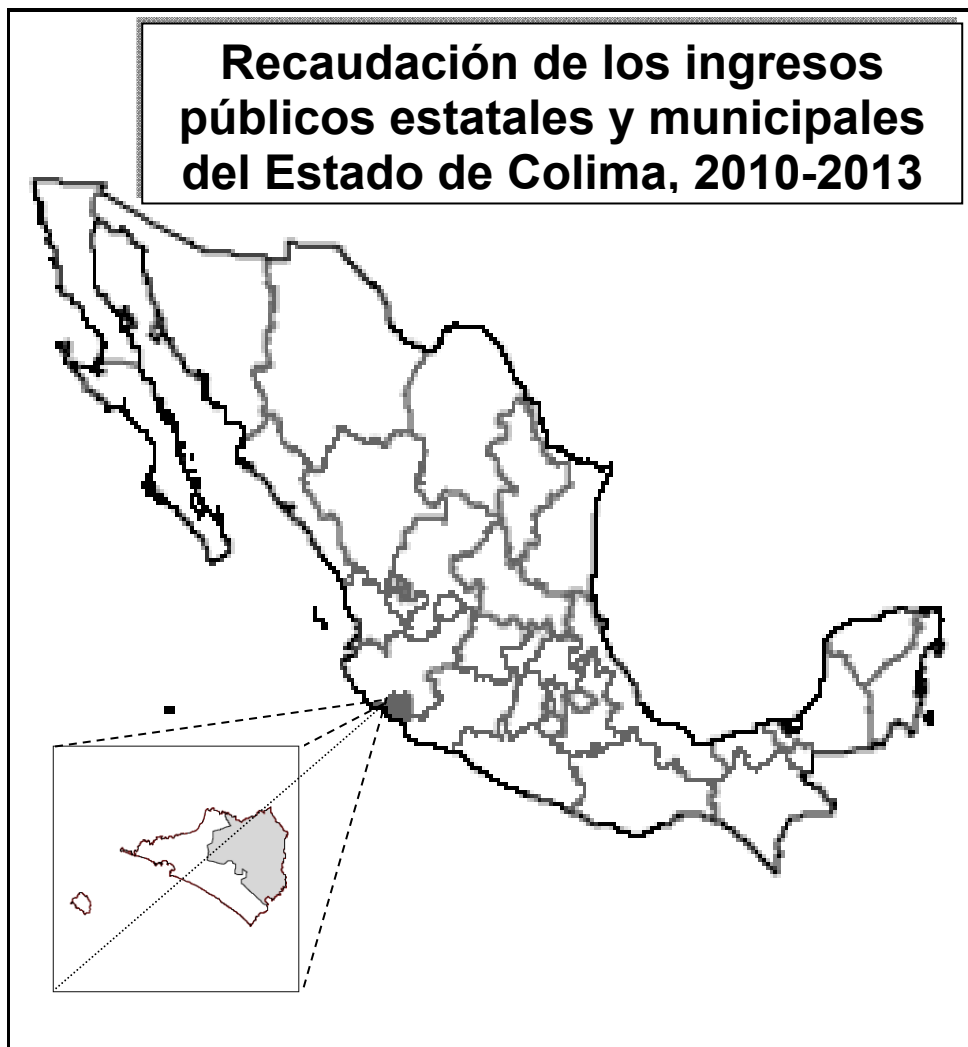 Recaudación de los ingresos
públicos estatales y municipales
del Estado de Colima, 2010-2013